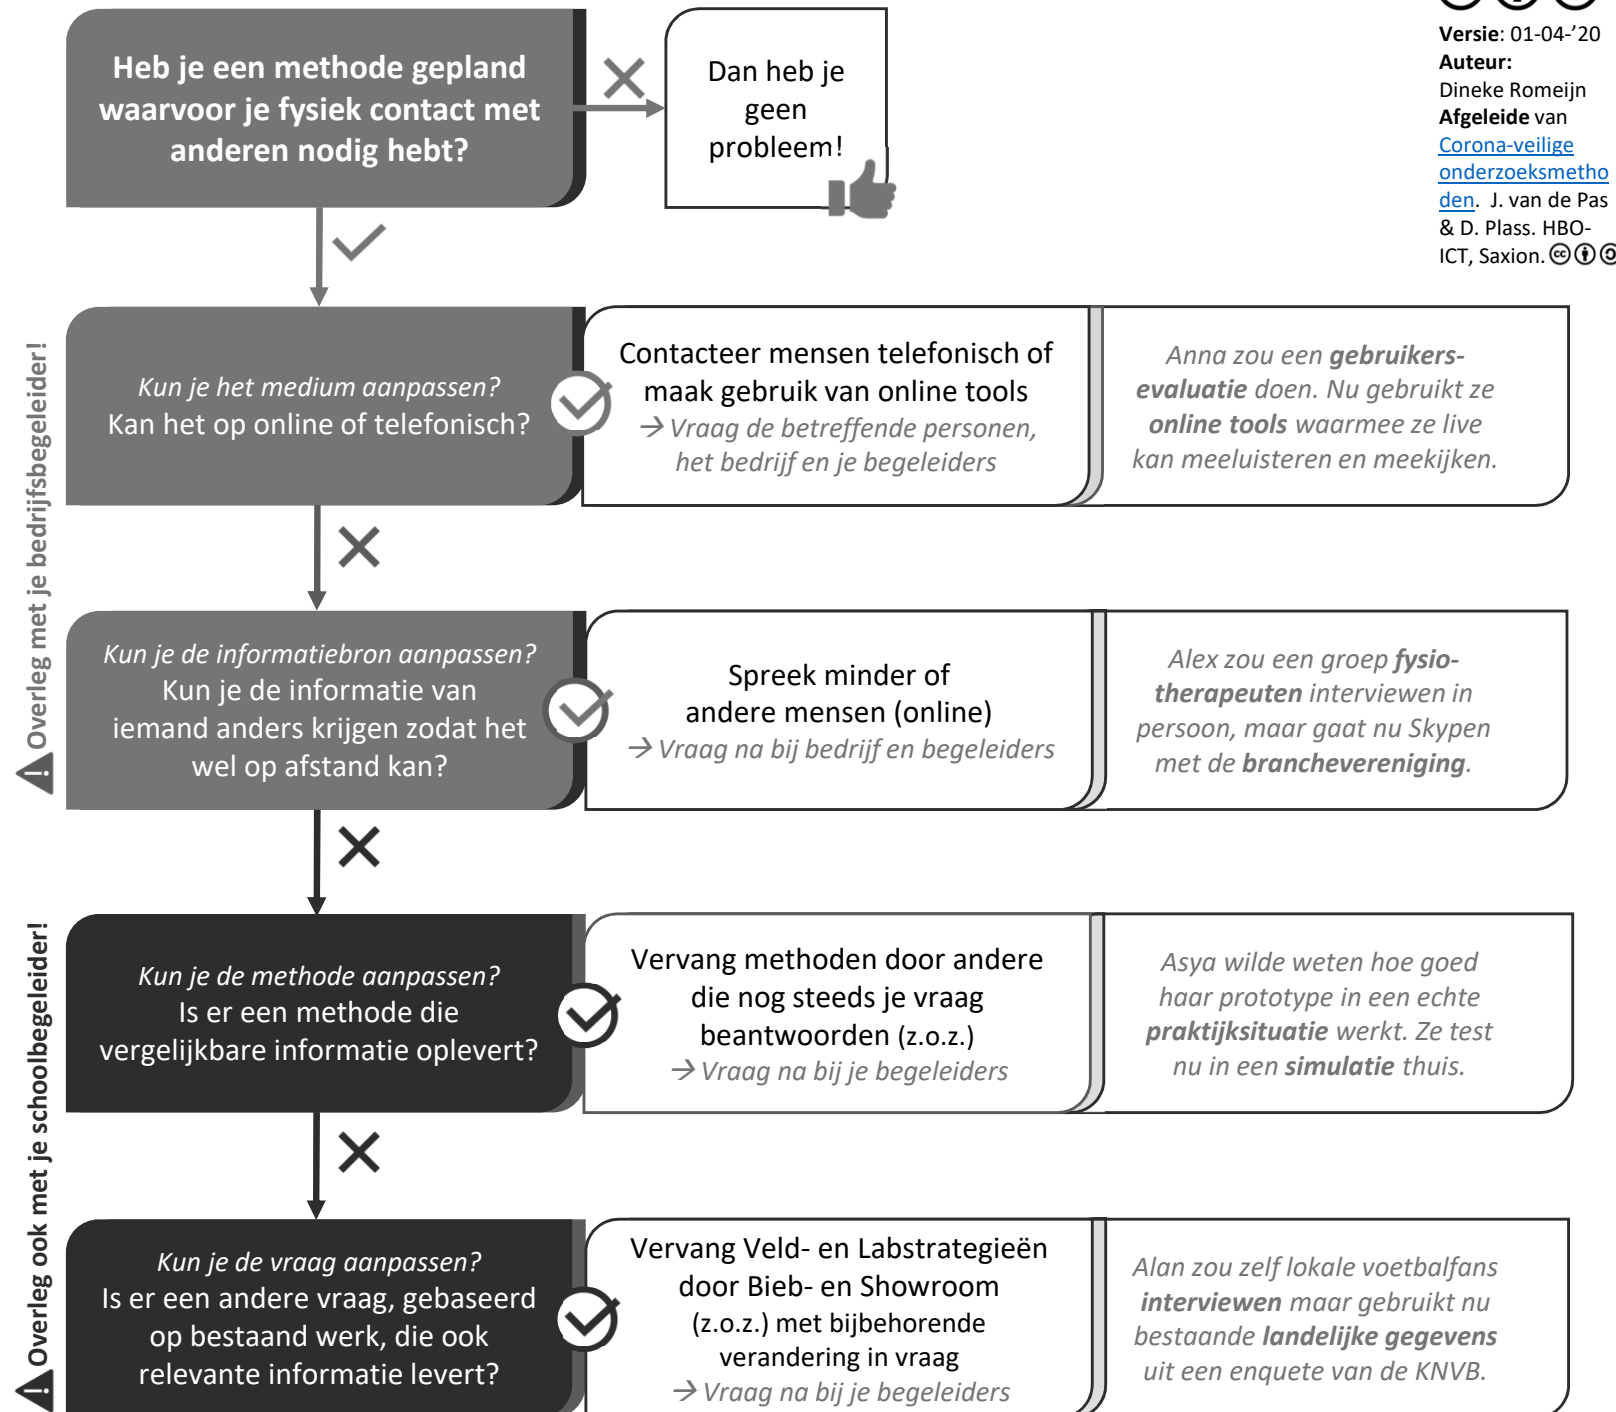 Heb je een methode gepland
waarvoor je fysiek contact met
anderen nodig hebt?
Dan heb je
geen
probleem!
Versie: 01-04-’20
Auteur:
Dineke Romeijn
Afgeleide van
Corona-veilige
onderzoeksmetho
den. J. van de Pas
& D. Plass. HBO-
ICT, Saxion.
Overleg met je bedrijfsbegeleider!
Kun je het medium aanpassen?
Kan het op online of telefonisch?
Contacteer mensen telefonisch of
maak gebruik van online tools
→ Vraag de betreffende personen,
het bedrijf en je begeleiders
Anna zou een gebruikers-
evaluatie doen. Nu gebruikt ze
online tools waarmee ze live
kan meeluisteren en meekijken.
Kun je de informatiebron aanpassen?
Kun je de informatie van
iemand anders krijgen zodat het
wel op afstand kan?
Spreek minder of
andere mensen (online)
→ Vraag na bij bedrijf en begeleiders
Alex zou een groep fysio-
therapeuten interviewen in
persoon, maar gaat nu Skypen
met de branchevereniging.
Overleg ook met je schoolbegeleider!
Kun je de methode aanpassen?
Is er een methode die
vergelijkbare informatie oplevert?
Vervang methoden door andere
die nog steeds je vraag
beantwoorden (z.o.z.)
→ Vraag na bij je begeleiders
Asya wilde weten hoe goed
haar prototype in een echte
praktijksituatie werkt. Ze test
nu in een simulatie thuis.
Kun je de vraag aanpassen?
Is er een andere vraag, gebaseerd
op bestaand werk, die ook
relevante informatie levert?
Vervang Veld- en Labstrategieën
door Bieb- en Showroom
(z.o.z.) met bijbehorende
verandering in vraag
→ Vraag na bij je begeleiders
Alan zou zelf lokale voetbalfans
interviewen maar gebruikt nu
bestaande landelijke gegevens
uit een enquete van de KNVB.